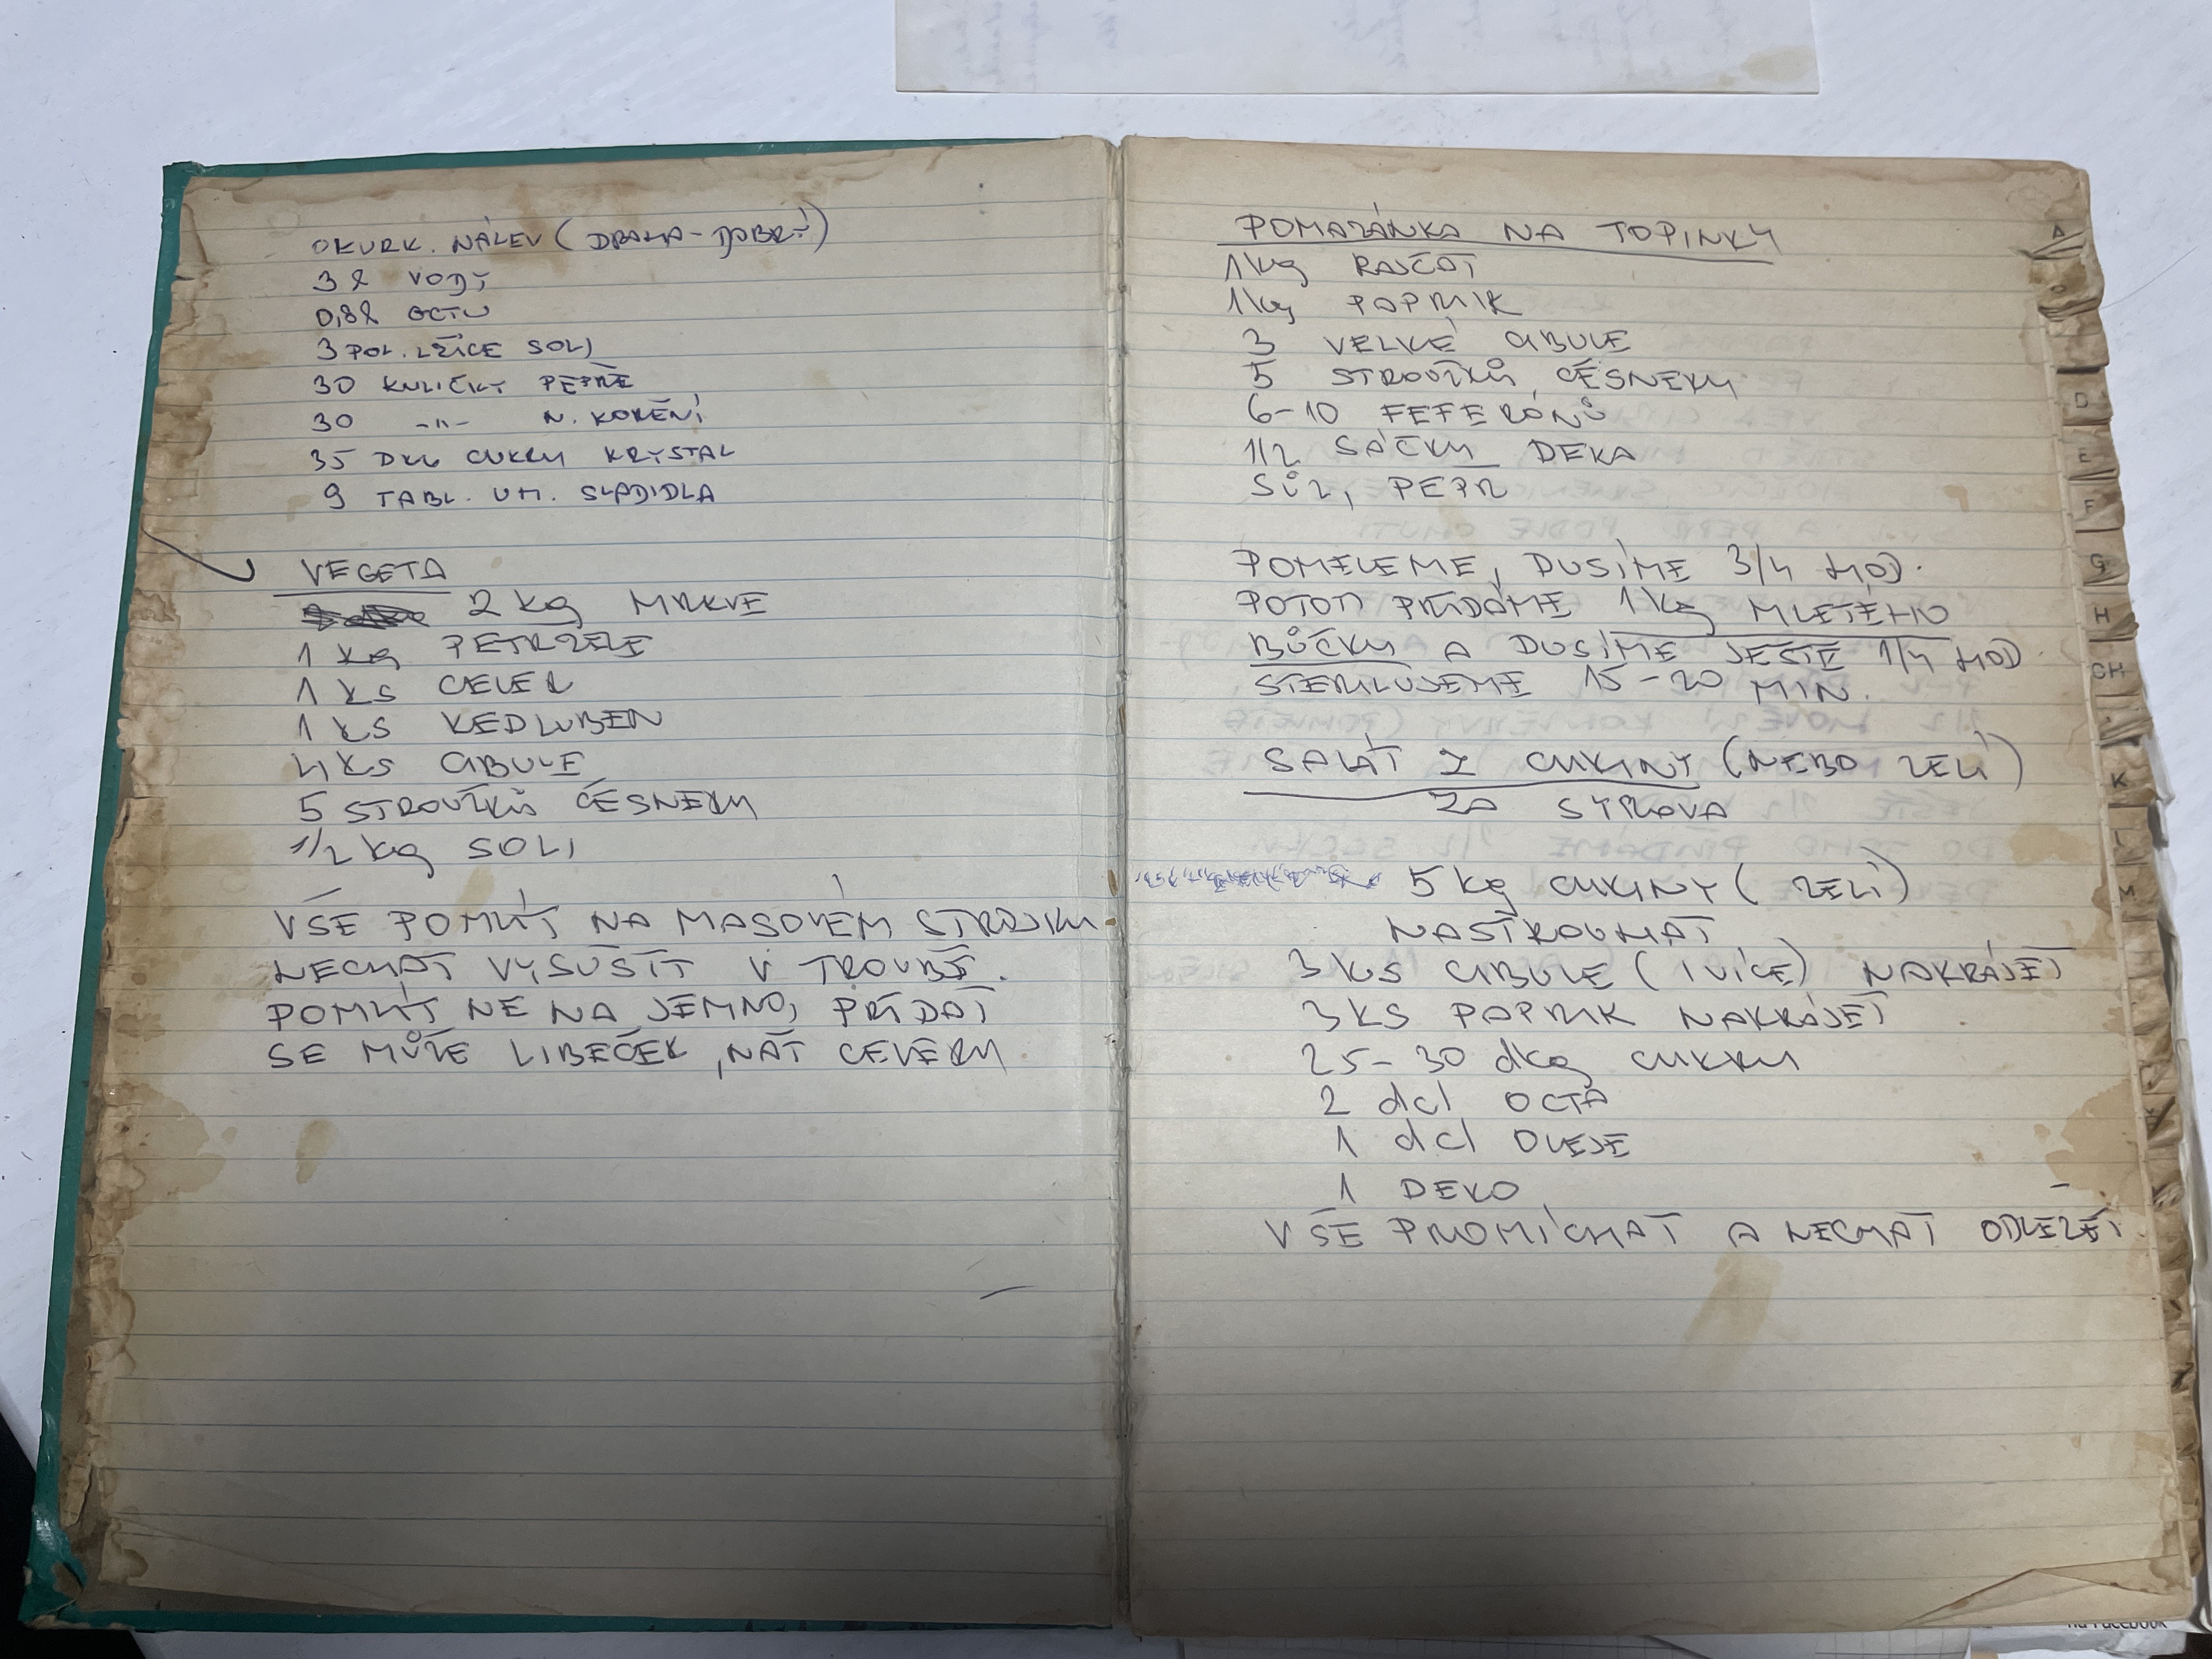 OKURK. NÁLEV (DRAHA-DOBRÝ)
3 l VODY
0,8l OCTU
3 POL. LŽÍCE SOLI
30 KULIČKY PEPŘE
30 -"- N. KOŘENÍ
35 DKG CUKRU KRYSTAL
9 TABL. UM. SLADIDLA
VEGETA
2 kg MRKVE
1 kg PETRŽELE
1 KS CELER
1 KS KEDLUBEN
4 KS CIBULE
5 STROUŽKŮ ČESNEKU
1/2 kg SOLI
VŠE POMLÍT NA MASOVÉM STROJKU
NECHAT VYSUŠIT V TROUBĚ.
POMLÍT NE NA JEMNO, PŘIDAT
SE MŮŽE LIBEČEK, NAŤ CELERU
POMAZÁNKA NA TOPINKY
1 kg RAJČAT
1 kg PAPRIK
3 VELKÉ CIBULE
5 STROUŽKŮ ČESNEKU
6-10 FEFERÓNŮ
1/2 SÁČKU DEKA
SŮL, PEPŘ
POMELEME, DUSÍME 3/4 HOD.
POTOM PŘIDÁME 1 kg MLETÉHO
BŮČKU A DUSÍME JEŠTĚ 1/4 HOD
STERILUJEME 15-20 MIN.
SALÁT Z CUKINY (NEBO ZELÍ)
ZA SYROVA
5 kg CUKINY (ZELÍ)
NASTROUHAT
3 KS CIBULE (I VÍCE) NAKRÁJET
3 KS PAPRIK NAKRÁJET
25-30 dkg CUKRU
2 dcl OCTA
1 dcl OLEJE
1 DEKO
VŠE PROMÍCHAT A NECHAT ODLEŽET.
A
D
E
F
G
H
CH
K
L
M
na Facebook